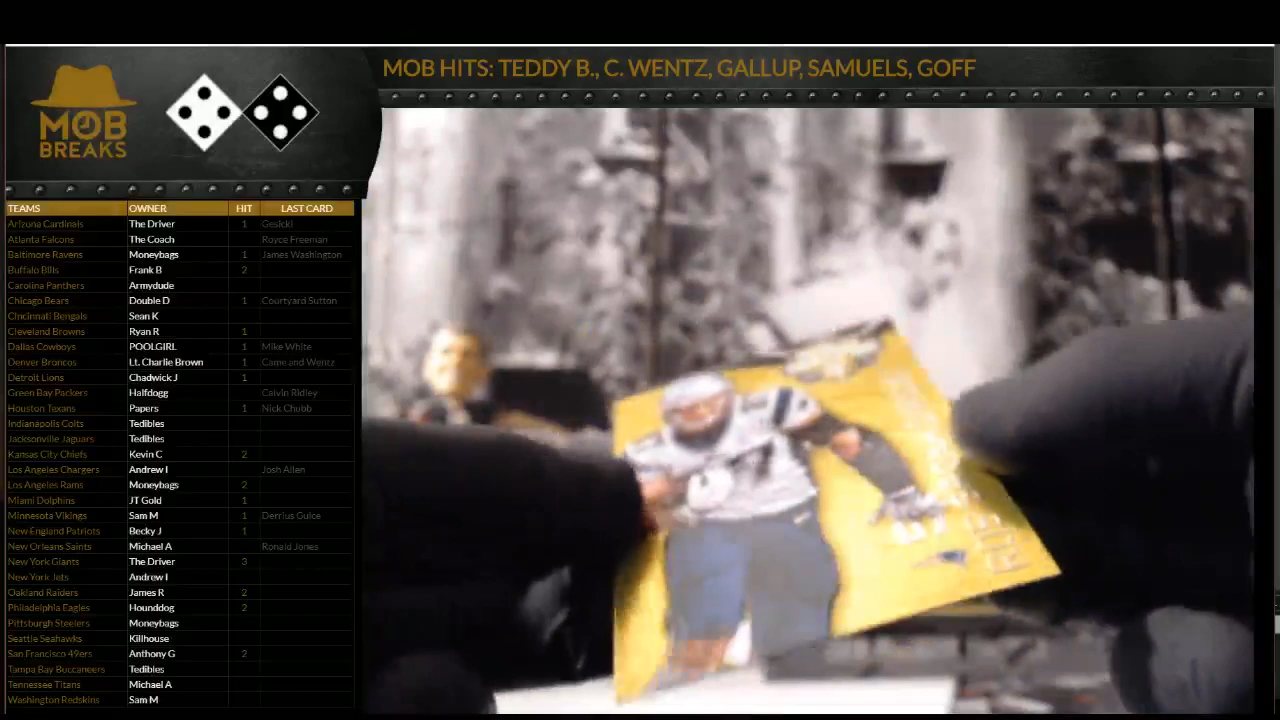 MOB HITS: TEDDY B., C. WENTZ, GALLUP, SAMUELS, GOFF
MOB
BREAKS
TEAMS OWNER HIT LAST CARD
Arizona Cardinals The Driver 1 Gesicki
Atlanta Falcons The Coach Royce Freeman
Baltimore Ravens Moneybags 1 James Washington
Buffalo Bills Frank B 2
Carolina Panthers Armydude
Chicago Bears Double D 1 Courtyard Sutton
Cincinnati Bengals Sean K
Cleveland Browns Ryan R 1
Dallas Cowboys POOLGIRL 1 Mike White
Denver Broncos Lt. Charlie Brown 1 Came and Wentz
Detroit Lions Chadwick J 1
Green Bay Packers Halfdogg Calvin Ridley
Houston Texans Papers 1 Nick Chubb
Indianapolis Colts Tedibles
Jacksonville Jaguars Tedibles
Kansas City Chiefs Kevin C 2
Los Angeles Chargers Andrew I Josh Allen
Los Angeles Rams Moneybags 2
Miami Dolphins JT Gold 1
Minnesota Vikings Sam M 1 Derrius Guice
New England Patriots Becky J 1
New Orleans Saints Michael A Ronald Jones
New York Giants The Driver 3
New York Jets Andrew I
Oakland Raiders James R 2
Philadelphia Eagles Hounddog 2
Pittsburgh Steelers Moneybags
Seattle Seahawks Killhouse
San Francisco 49ers Anthony G 2
Tampa Bay Buccaneers Tedibles
Tennessee Titans Michael A
Washington Redskins Sam M